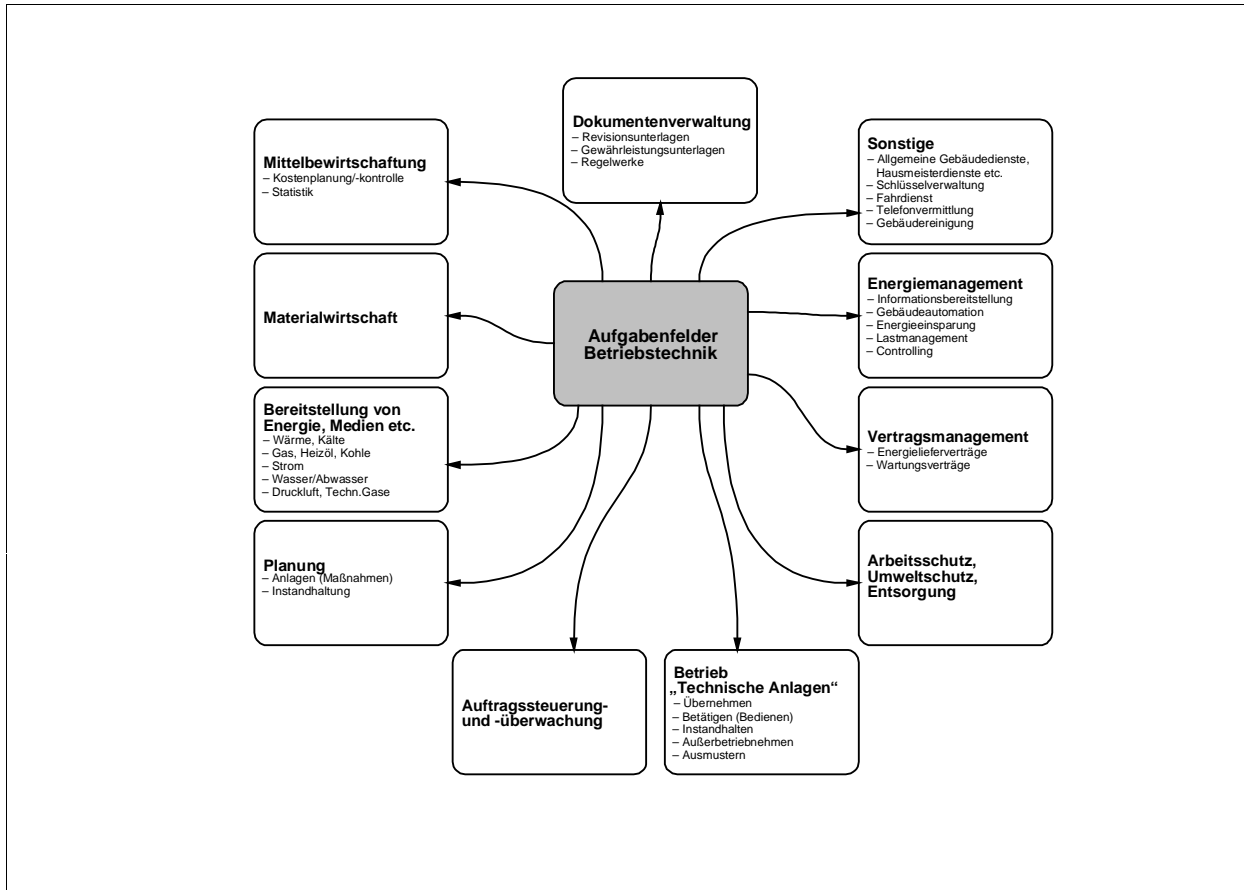 Dokumentenverwaltung
– Revisionsunterlagen
– Gewährleistungsunterlagen
– Regelwerke
Mittelbewirtschaftung
– Kostenplanung/-kontrolle
– Statistik
Sonstige
– Allgemeine Gebäudedienste,
Hausmeisterdienste etc.
– Schlüsselverwaltung
– Fahrdienst
– Telefonvermittlung
– Gebäudereinigung
Materialwirtschaft
Aufgabenfelder
Betriebstechnik
Energiemanagement
– Informationsbereitstellung
– Gebäudeautomation
– Energieeinsparung
– Lastmanagement
– Controlling
Bereitstellung von
Energie, Medien etc.
– Wärme, Kälte
– Gas, Heizöl, Kohle
– Strom
– Wasser/Abwasser
– Druckluft, Techn.Gase
Vertragsmanagement
– Energielieferverträge
– Wartungsverträge
Planung
– Anlagen (Maßnahmen)
– Instandhaltung
Arbeitsschutz,
Umweltschutz,
Entsorgung
Auftragssteuerung-
und -überwachung
Betrieb
„Technische Anlagen“
– Übernehmen
– Betätigen (Bedienen)
– Instandhalten
– Außerbetriebnehmen
– Ausmustern